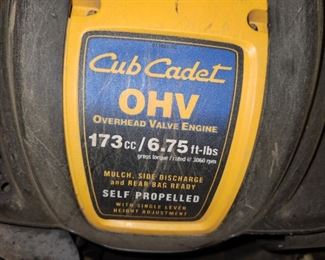 Cub Cadet
OHV
OVERHEAD VALVE ENGINE
173cc/6.75 ft-lbs
gross torque / rated @ 3060 rpm
MULCH, SIDE DISCHARGE
AND REAR BAG READY
SELF PROPELLED
WITH SINGLE LEVER
HEIGHT ADJUSTMENT